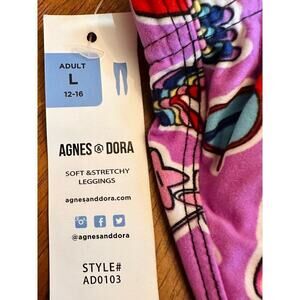 ADULT
L
12-16
AGNES & DORA
SOFT &STRETCHY
LEGGINGS
agnesanddora.com
@agnesanddora
STYLE#
AD0103